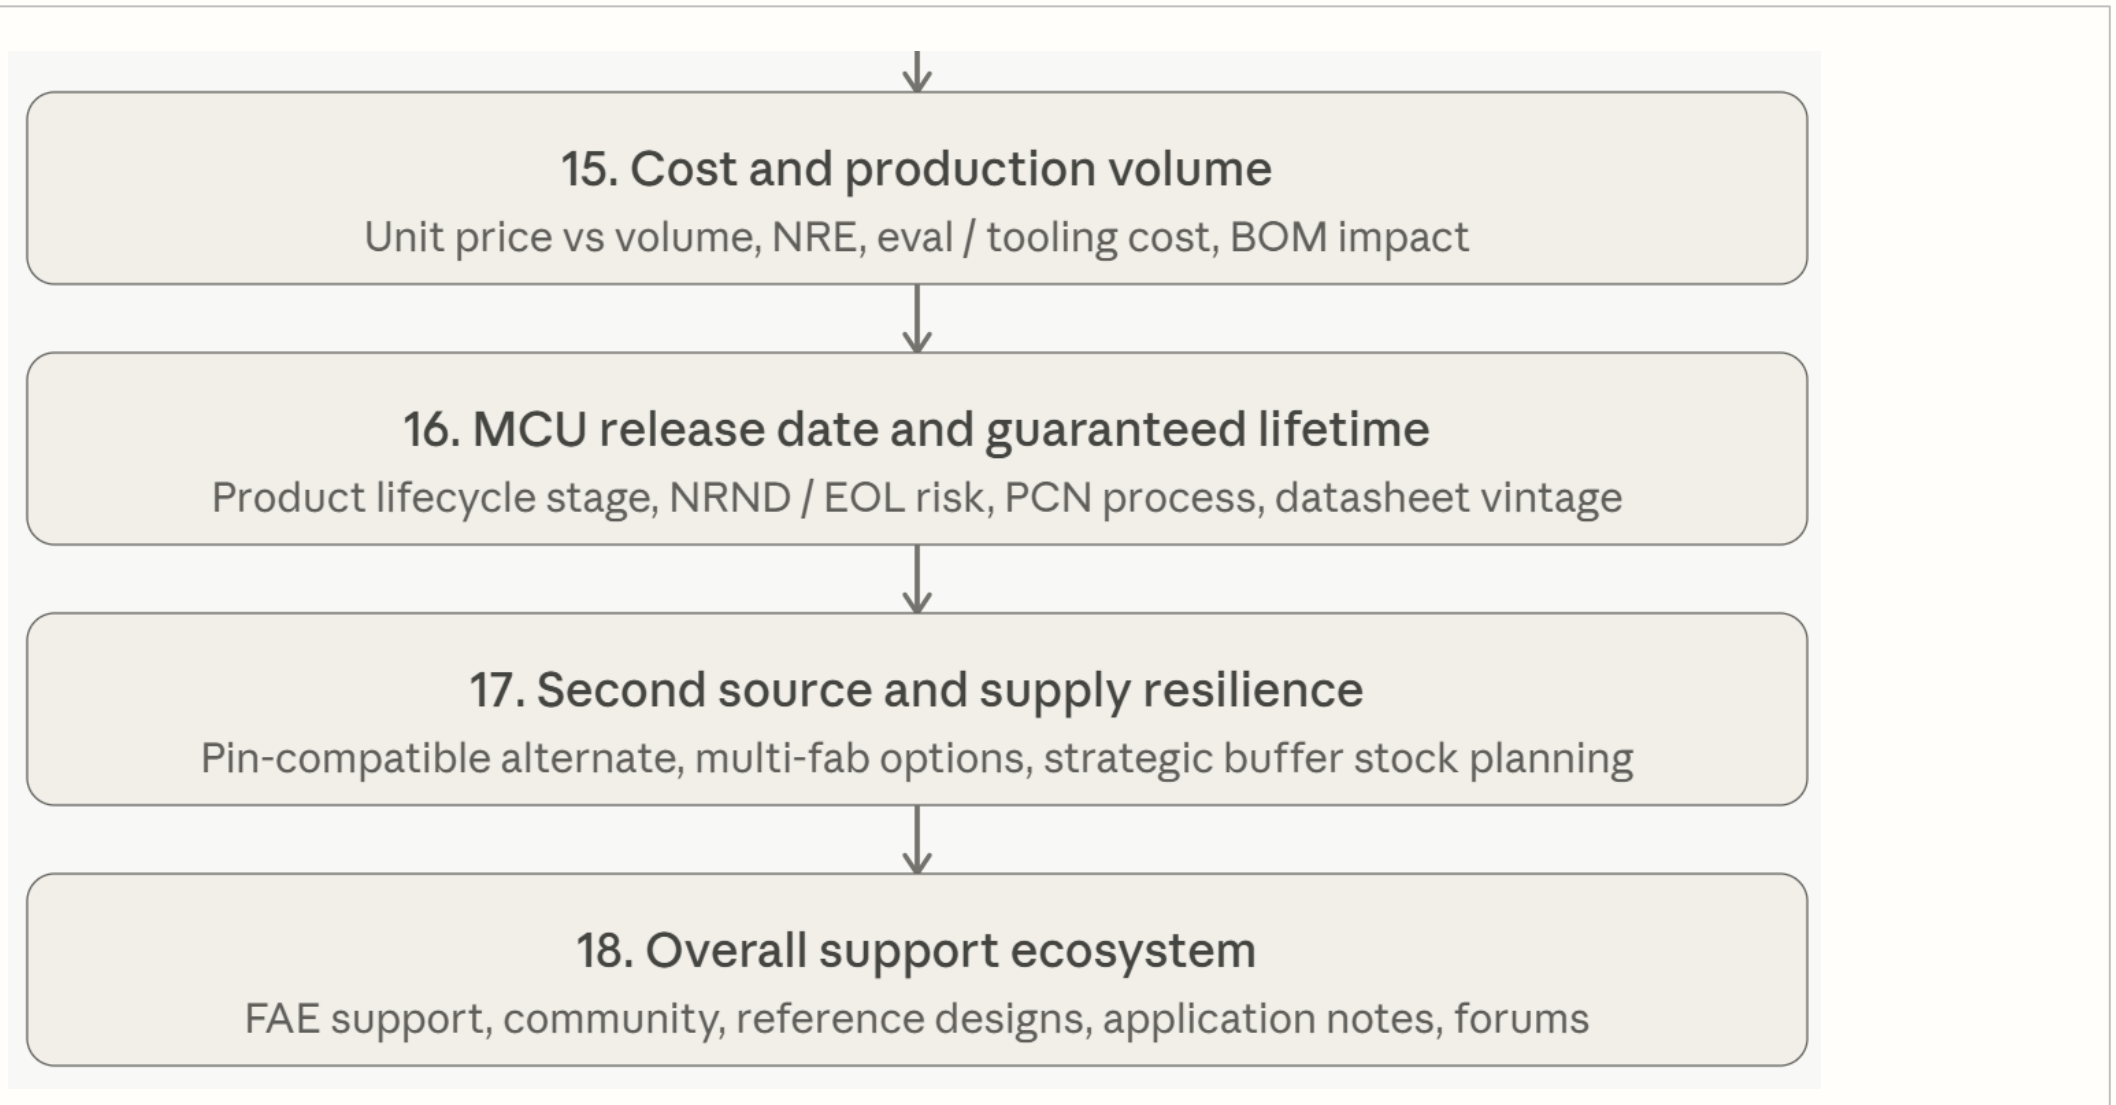 15. Cost and production volume
Unit price vs volume, NRE, eval / tooling cost, BOM impact
16. MCU release date and guaranteed lifetime
Product lifecycle stage, NRND / EOL risk, PCN process, datasheet vintage
17. Second source and supply resilience
Pin-compatible alternate, multi-fab options, strategic buffer stock planning
18. Overall support ecosystem
FAE support, community, reference designs, application notes, forums